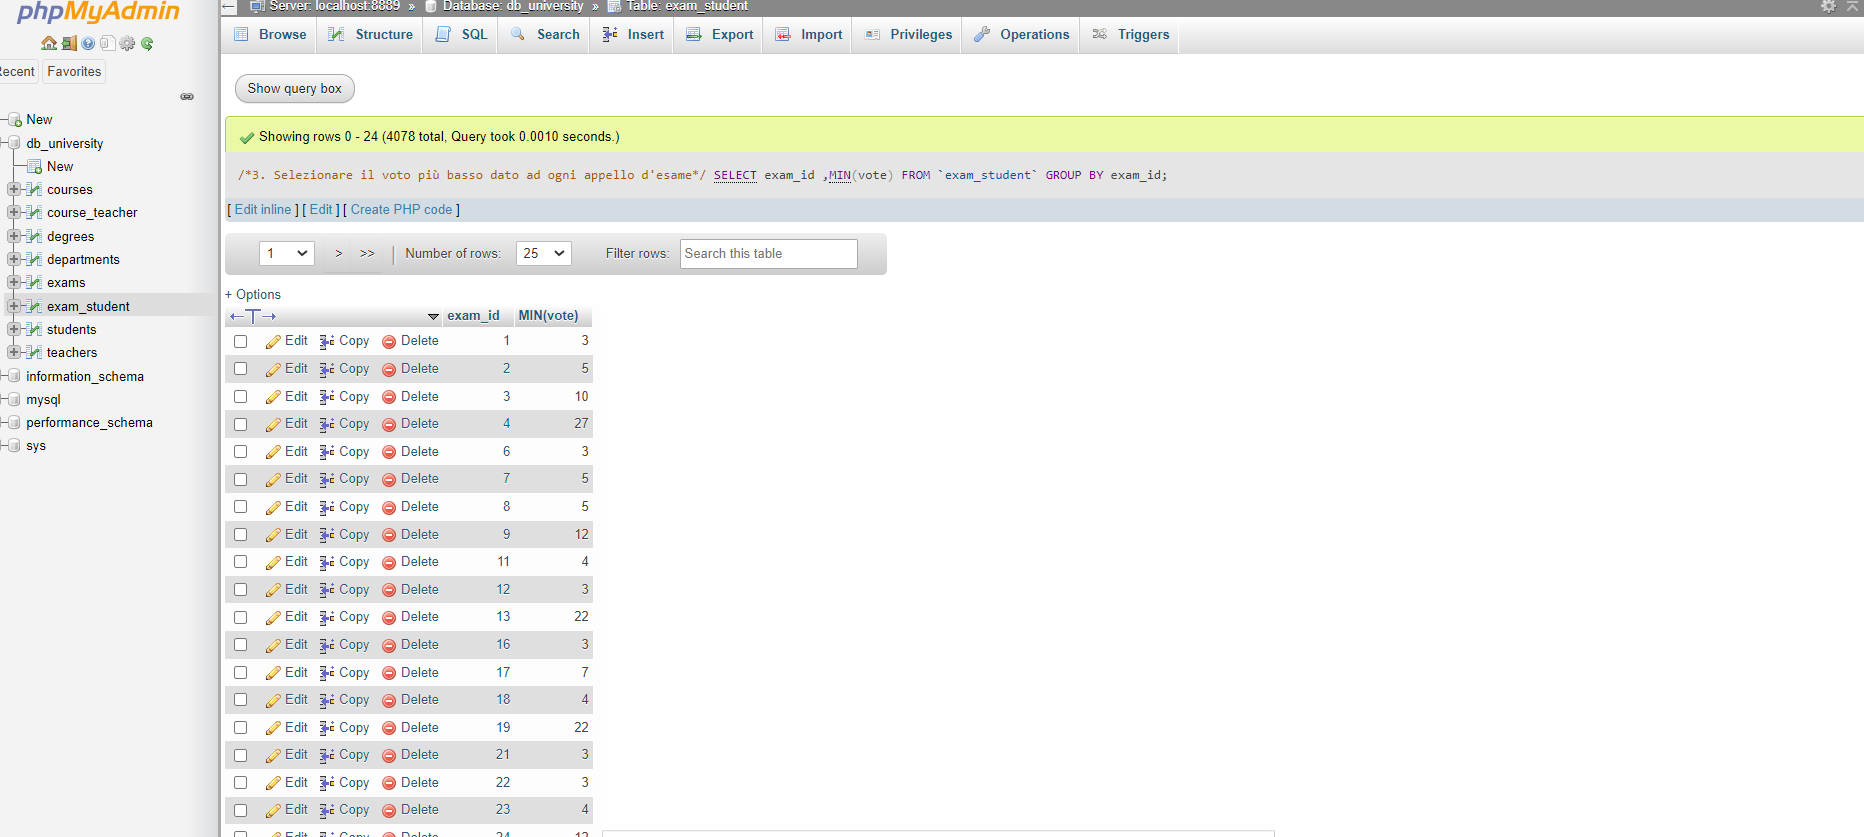 phpMyAdmin
Recent Favorites
New
db_university
New
courses
course_teacher
degrees
departments
exams
exam_student
students
teachers
information_schema
mysql
performance_schema
sys
Server: localhost:8889 » Database: db_university » Table: exam_student
Browse Structure SQL Search Insert Export Import Privileges Operations Triggers
Show query box
Showing rows 0 - 24 (4078 total, Query took 0.0010 seconds.)
/*3. Selezionare il voto più basso dato ad ogni appello d'esame*/ SELECT exam_id ,MIN(vote) FROM `exam_student` GROUP BY exam_id;
[ Edit inline ] [ Edit ] [ Create PHP code ]
1 > >> | Number of rows: 25 Filter rows: Search this table
+ Options
←T→ exam_id MIN(vote)
Edit Copy Delete 1 3
Edit Copy Delete 2 5
Edit Copy Delete 3 10
Edit Copy Delete 4 27
Edit Copy Delete 6 3
Edit Copy Delete 7 5
Edit Copy Delete 8 5
Edit Copy Delete 9 12
Edit Copy Delete 11 4
Edit Copy Delete 12 3
Edit Copy Delete 13 22
Edit Copy Delete 16 3
Edit Copy Delete 17 7
Edit Copy Delete 18 4
Edit Copy Delete 19 22
Edit Copy Delete 21 3
Edit Copy Delete 22 3
Edit Copy Delete 23 4
Edit Copy Delete 24 12